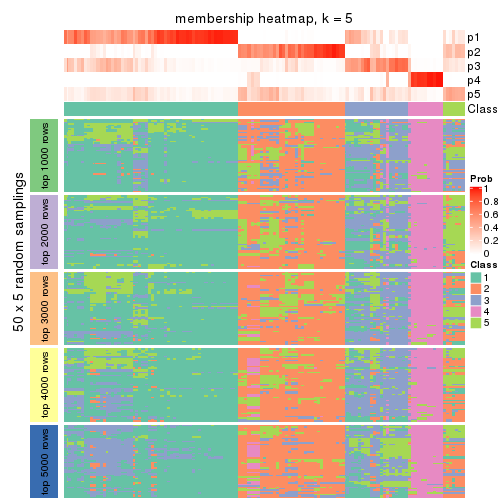 membership heatmap, k = 5
p1
p2
p3
p4
p5
Class
50 x 5 random samplings
top 1000 rows
top 2000 rows
top 3000 rows
top 4000 rows
top 5000 rows
Prob
1
0.8
0.6
0.4
0.2
0
Class
1
2
3
4
5